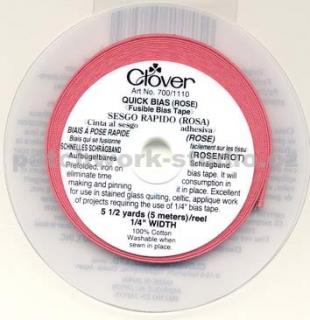 Clover
Art No. 700/1110
QUICK BIAS (ROSE)
(Fusible Bias Tape)
SESGO RAPIDO (ROSA)
Cinta al sesgo adhesiva
BIAIS À POSE RAPIDE (ROSE)
Biais qui se fusionne facilement sur les tissu
SCHNELLES SCHRÄGBAND (ROSENROT)
Aufbügelbares Schrägband
Prefolded, iron on bias tape. It will
eliminate time consumption in
making and pinning it in place. Excellent
for use in stained glass quilting, celtic, applique work
of projects requiring the use of 1/4" bias tape.
5 1/2 yards (5 meters)/reel
1/4" WIDTH
100% Cotton
Washable when
sewn in place.